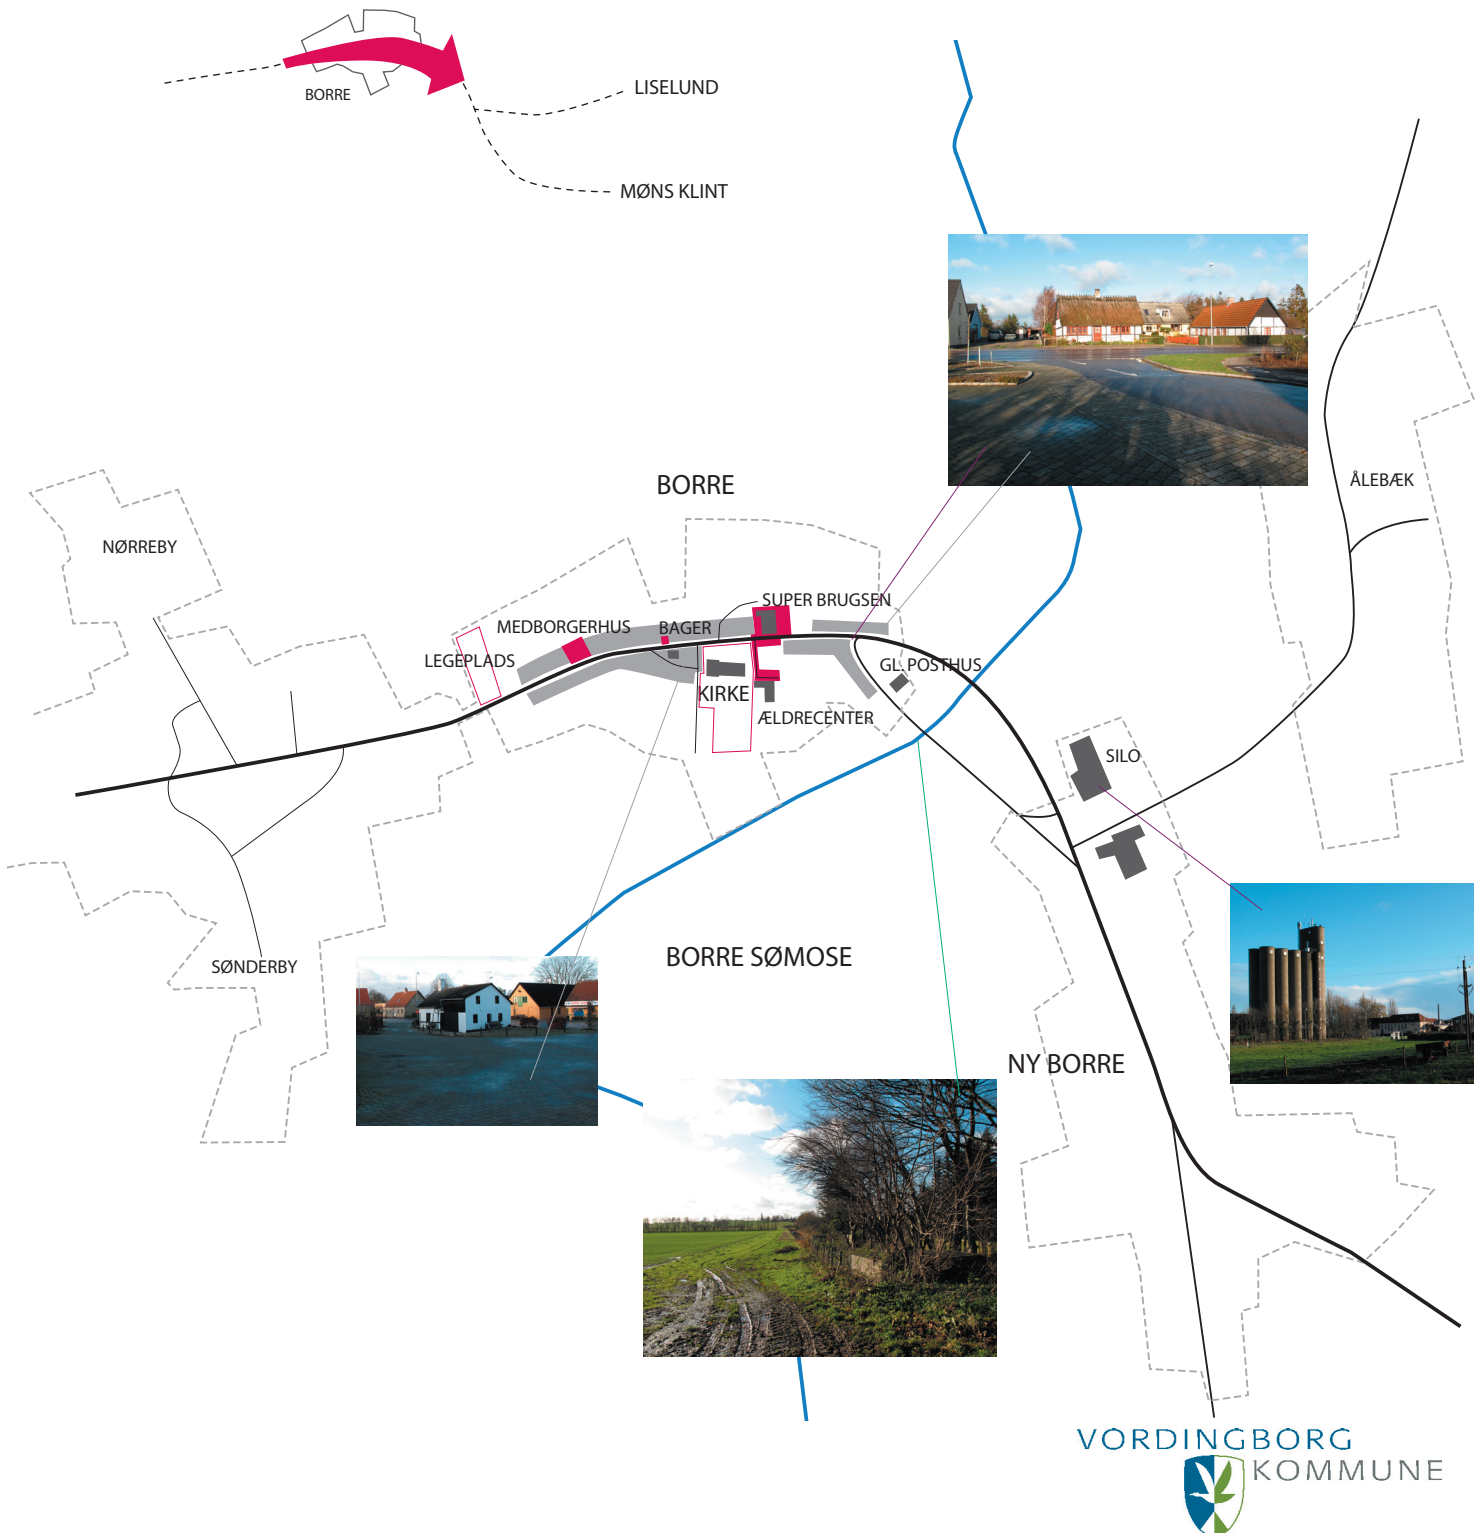 LISELUND
BORRE
MØNS KLINT
BORRE
ÅLEBÆK
NØRREBY
SUPER BRUGSEN
MEDBORGERHUS
BAGER
LEGEPLADS
GL. POSTHUS
KIRKE
ÆLDRECENTER
SILO
BORRE SØMOSE
SØNDERBY
NY BORRE
VORDINGBORG
KOMMUNE